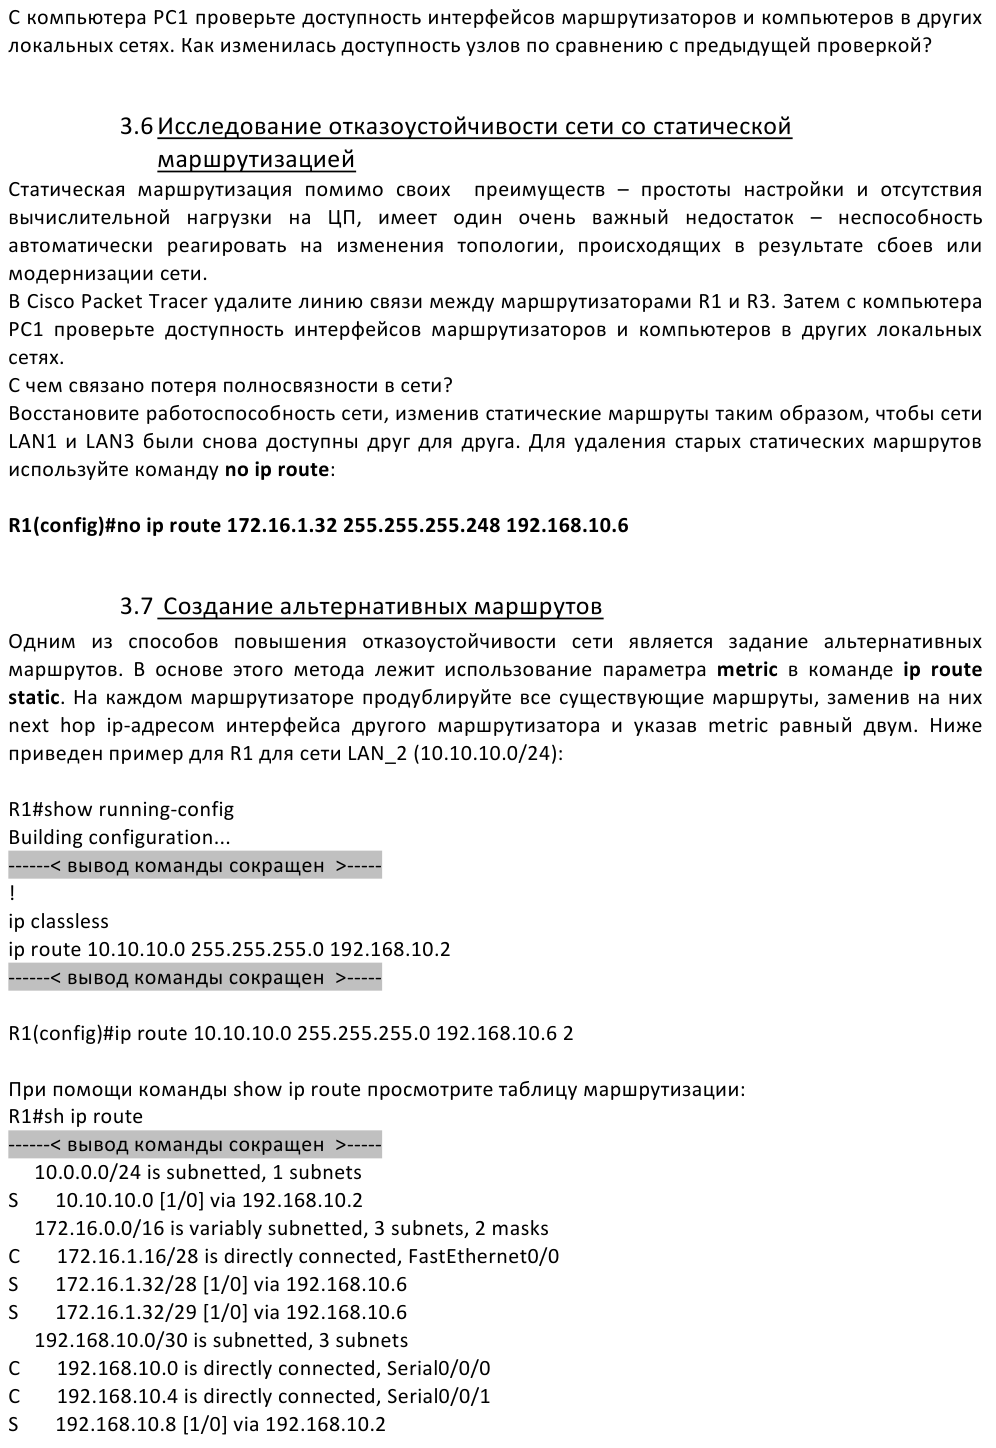 С компьютера PC1 проверьте доступность интерфейсов маршрутизаторов и компьютеров в других
локальных сетях. Как изменилась доступность узлов по сравнению с предыдущей проверкой?
3.6 Исследование отказоустойчивости сети со статической
маршрутизацией
Статическая маршрутизация помимо своих преимуществ – простоты настройки и отсутствия
вычислительной нагрузки на ЦП, имеет один очень важный недостаток – неспособность
автоматически реагировать на изменения топологии, происходящих в результате сбоев или
модернизации сети.
В Cisco Packet Tracer удалите линию связи между маршрутизаторами R1 и R3. Затем с компьютера
PC1 проверьте доступность интерфейсов маршрутизаторов и компьютеров в других локальных
сетях.
С чем связано потеря полносвязности в сети?
Восстановите работоспособность сети, изменив статические маршруты таким образом, чтобы сети
LAN1 и LAN3 были снова доступны друг для друга. Для удаления старых статических маршрутов
используйте команду no ip route:
R1(config)#no ip route 172.16.1.32 255.255.255.248 192.168.10.6
3.7 Создание альтернативных маршрутов
Одним из способов повышения отказоустойчивости сети является задание альтернативных
маршрутов. В основе этого метода лежит использование параметра metric в команде ip route
static. На каждом маршрутизаторе продублируйте все существующие маршруты, заменив на них
next hop ip-адресом интерфейса другого маршрутизатора и указав metric равный двум. Ниже
приведен пример для R1 для сети LAN_2 (10.10.10.0/24):
R1#show running-config
Building configuration...
------< вывод команды сокращен >-----
!
ip classless
ip route 10.10.10.0 255.255.255.0 192.168.10.2
------< вывод команды сокращен >-----
R1(config)#ip route 10.10.10.0 255.255.255.0 192.168.10.6 2
При помощи команды show ip route просмотрите таблицу маршрутизации:
R1#sh ip route
------< вывод команды сокращен >-----
10.0.0.0/24 is subnetted, 1 subnets
S 10.10.10.0 [1/0] via 192.168.10.2
172.16.0.0/16 is variably subnetted, 3 subnets, 2 masks
C 172.16.1.16/28 is directly connected, FastEthernet0/0
S 172.16.1.32/28 [1/0] via 192.168.10.6
S 172.16.1.32/29 [1/0] via 192.168.10.6
192.168.10.0/30 is subnetted, 3 subnets
C 192.168.10.0 is directly connected, Serial0/0/0
C 192.168.10.4 is directly connected, Serial0/0/1
S 192.168.10.8 [1/0] via 192.168.10.2